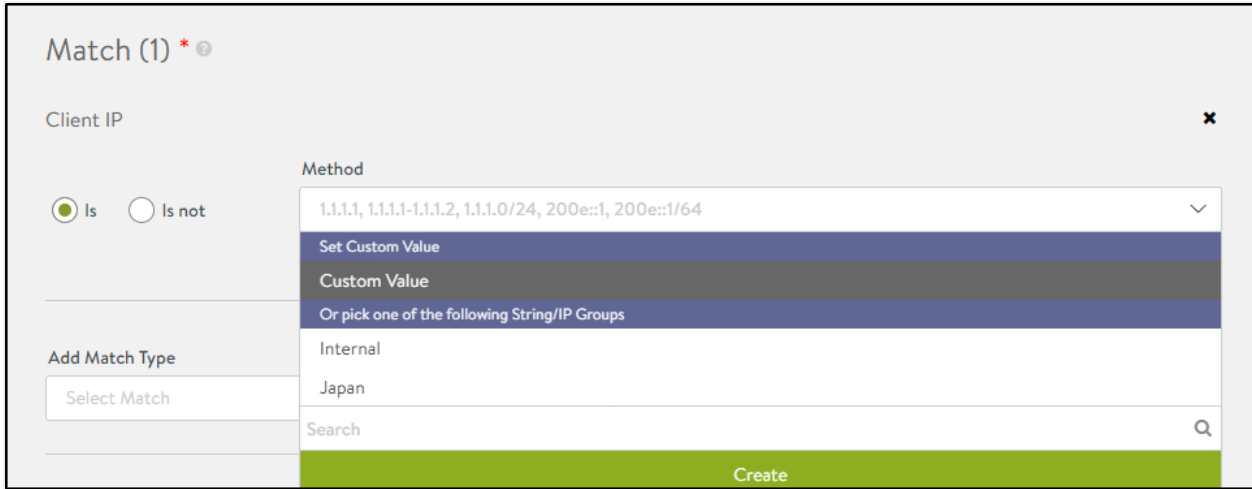 Match (1) *
Client IP
Method
Is
Is not
1.1.1.1, 1.1.1.1-1.1.1.2, 1.1.1.0/24, 200e::1, 200e::1/64
Set Custom Value
Custom Value
Or pick one of the following String/IP Groups
Internal
Add Match Type
Japan
Select Match
Search
Create